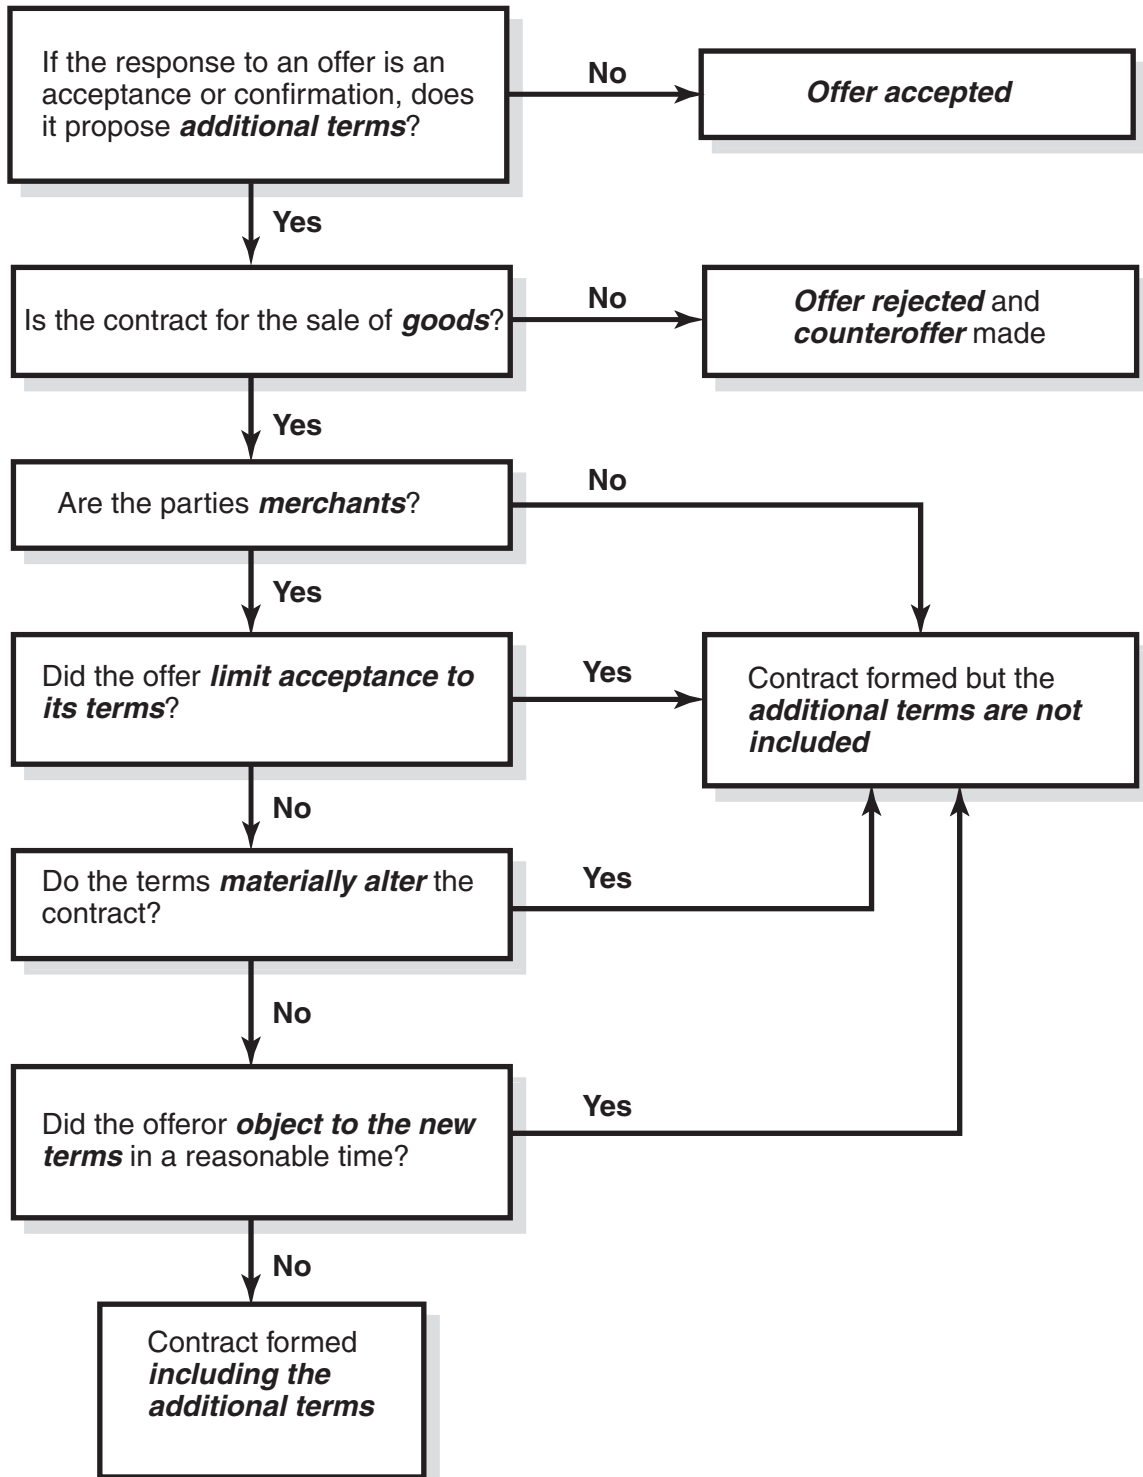 If the response to an offer is an
acceptance or confirmation, does
it propose additional terms?
No
Offer accepted
Yes
Is the contract for the sale of goods?
No
Offer rejected and
counteroffer made
Yes
Are the parties merchants?
No
Yes
Did the offer limit acceptance to
its terms?
Yes
Contract formed but the
additional terms are not
included
No
Do the terms materially alter the
contract?
Yes
No
Did the offeror object to the new
terms in a reasonable time?
Yes
No
Contract formed
including the
additional terms